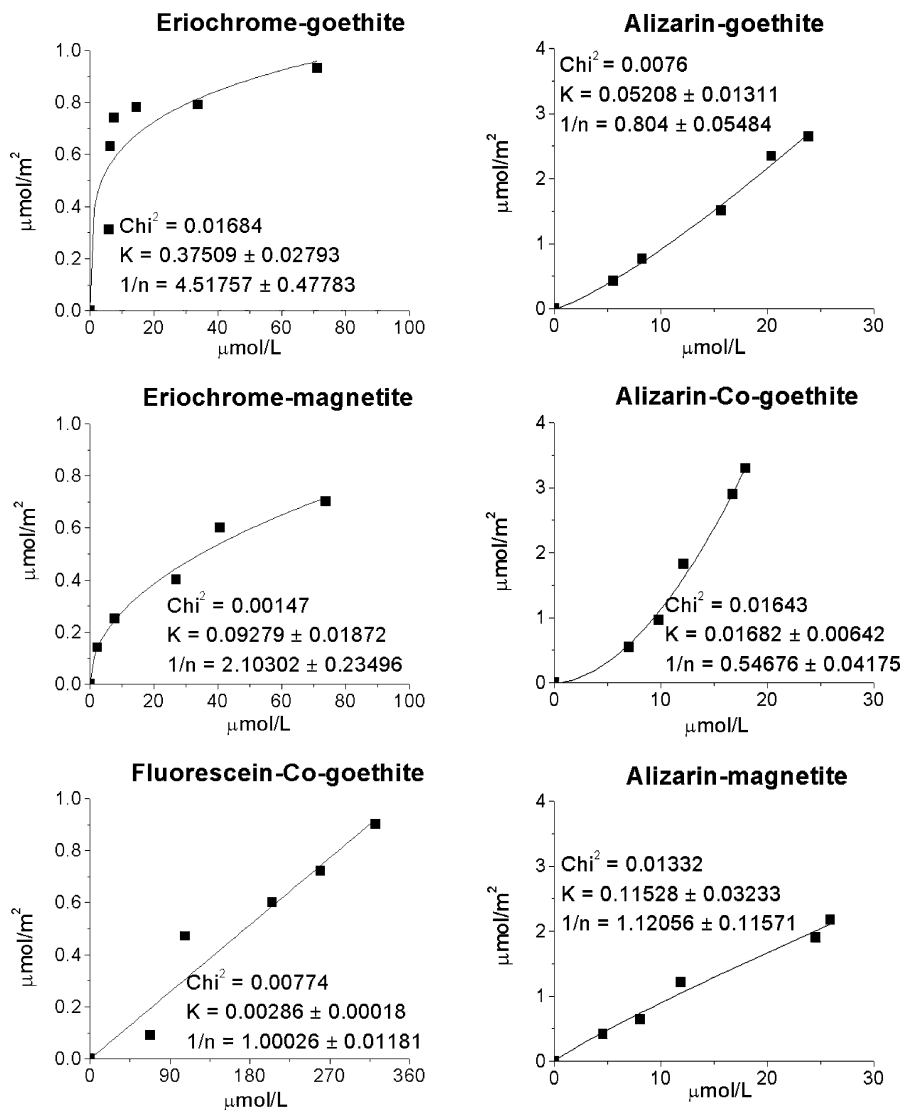 Eriochrome-goethite
1.0
0.8
0.6
0.4
0.2
0.0
μmol/m²
Chi² = 0.01684
K = 0.37509 ± 0.02793
1/n = 4.51757 ± 0.47783
0 20 40 60 80 100
μmol/L
Alizarin-goethite
4
3
2
1
0
μmol/m²
Chi² = 0.0076
K = 0.05208 ± 0.01311
1/n = 0.804 ± 0.05484
0 10 20 30
μmol/L
Eriochrome-magnetite
1.0
0.8
0.6
0.4
0.2
0.0
μmol/m²
Chi² = 0.00147
K = 0.09279 ± 0.01872
1/n = 2.10302 ± 0.23496
0 20 40 60 80 100
μmol/L
Alizarin-Co-goethite
4
3
2
1
0
μmol/m²
Chi² = 0.01643
K = 0.01682 ± 0.00642
1/n = 0.54676 ± 0.04175
0 10 20 30
μmol/L
Fluorescein-Co-goethite
1.0
0.8
0.6
0.4
0.2
0.0
μmol/m²
Chi² = 0.00774
K = 0.00286 ± 0.00018
1/n = 1.00026 ± 0.01181
0 90 180 270 360
μmol/L
Alizarin-magnetite
4
3
2
1
0
μmol/m²
Chi² = 0.01332
K = 0.11528 ± 0.03233
1/n = 1.12056 ± 0.11571
0 10 20 30
μmol/L